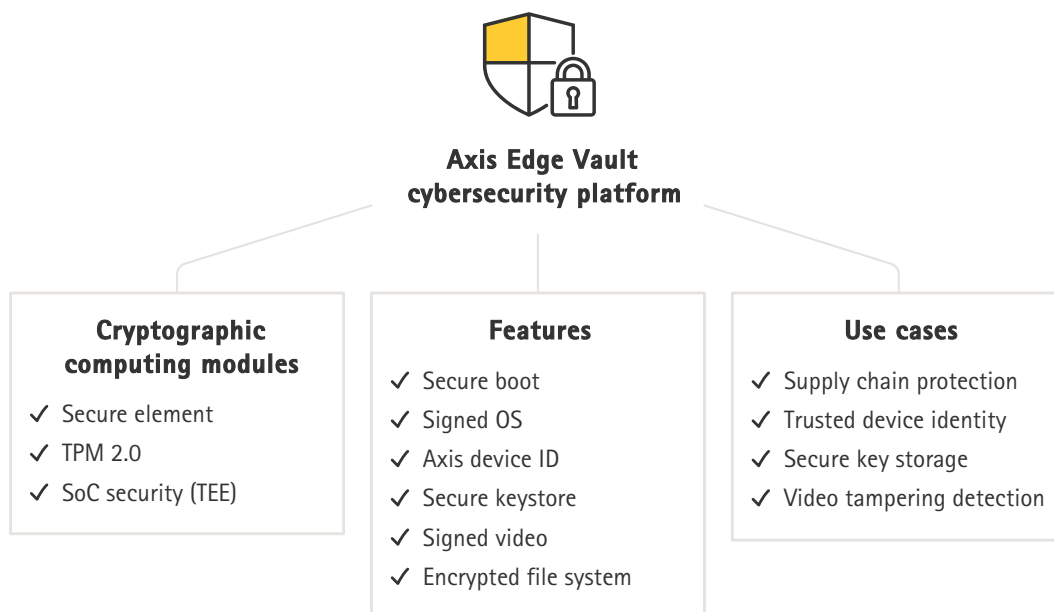 Axis Edge Vault
cybersecurity platform
Cryptographic
computing modules
Secure element
TPM 2.0
SoC security (TEE)
Features
Secure boot
Signed OS
Axis device ID
Secure keystore
Signed video
Encrypted file system
Use cases
Supply chain protection
Trusted device identity
Secure key storage
Video tampering detection